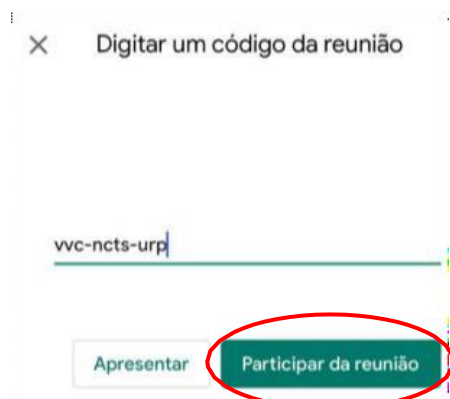 Digitar um código da reunião
vvc-ncts-urp
Apresentar
Participar da reunião